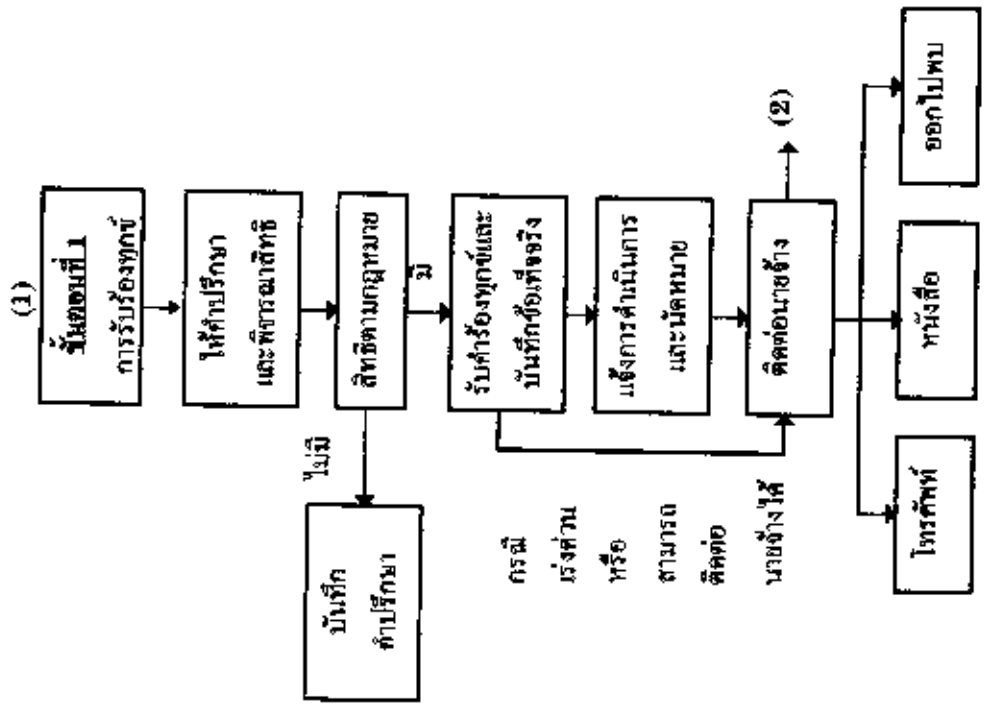 (1)
ขั้นตอนที่ 1
การรับร้องทุกข์
ให้คำปรึกษา
และพิจารณาสิทธิ
สิทธิตามกฎหมาย
ไม่มี
มี
บันทึก
คำปรึกษา
รับคำร้องทุกข์และ
บันทึกข้อเท็จจริง
แจ้งการดำเนินการ
และนัดหมาย
กรณี
เร่งด่วน
หรือ
สามารถ
ติดต่อ
นายจ้างได้
ติดต่อนายจ้าง
(2)
โทรศัพท์
หนังสือ
ออกไปพบ